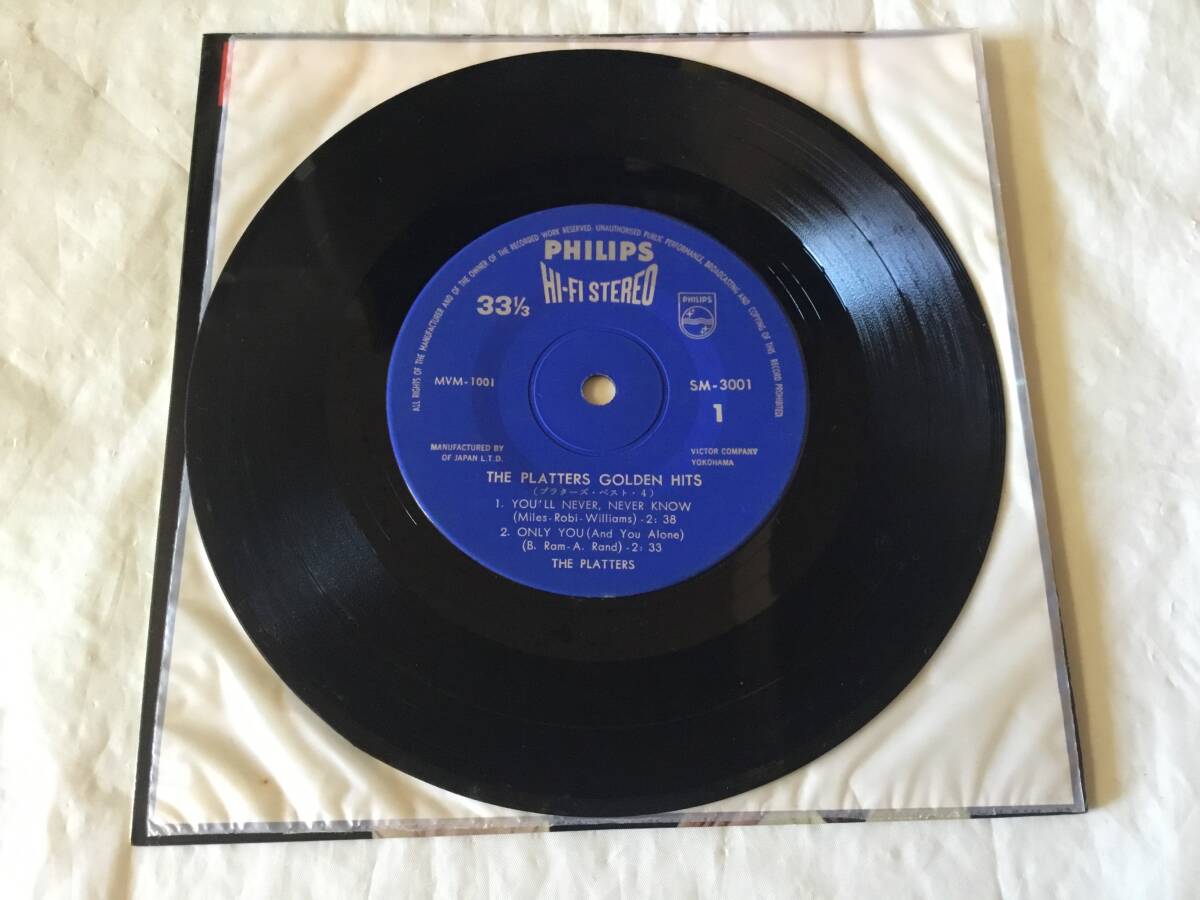 ALL RIGHTS OF THE MANUFACTURER AND OF THE OWNER OF THE RECORDED WORK RESERVED. UNAUTHORISED PUBLIC PERFORMANCE, BROADCASTING AND COPYING OF THIS RECORD PROHIBITED
PHILIPS
HI-FI STEREO
33⅓
PHILIPS
MVM-1001
SM-3001
1
MANUFACTURED BY
OF JAPAN L.T.D.
VICTOR COMPANY
YOKOHAMA
THE PLATTERS GOLDEN HITS
(プラターズ・ベスト・4)
1. YOU'LL NEVER, NEVER KNOW
(Miles-Robi-Williams)-2:38
2. ONLY YOU (And You Alone)
(B. Ram-A. Rand)-2:33
THE PLATTERS